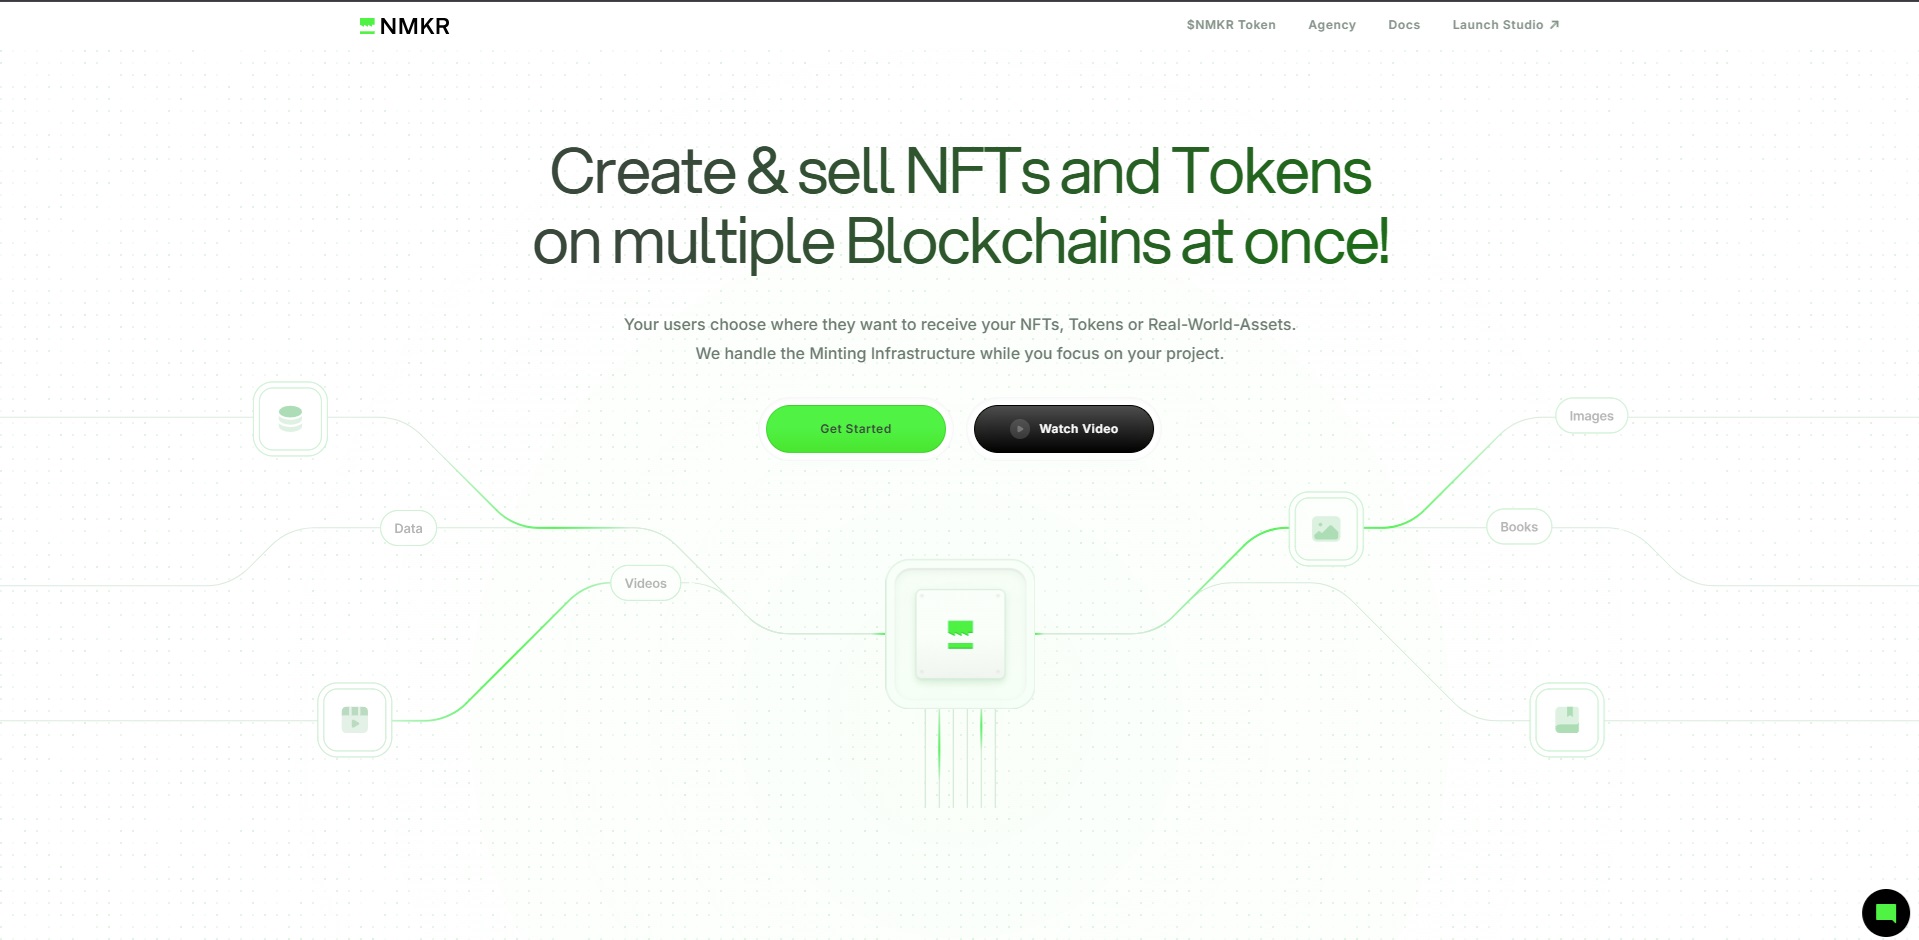 NMKR
$NMKR Token
Agency
Docs
Launch Studio
Create & sell NFTs and Tokens
on multiple Blockchains at once!
Your users choose where they want to receive your NFTs, Tokens or Real-World-Assets.
We handle the Minting Infrastructure while you focus on your project.
Get Started
Watch Video
Images
Data
Books
Videos